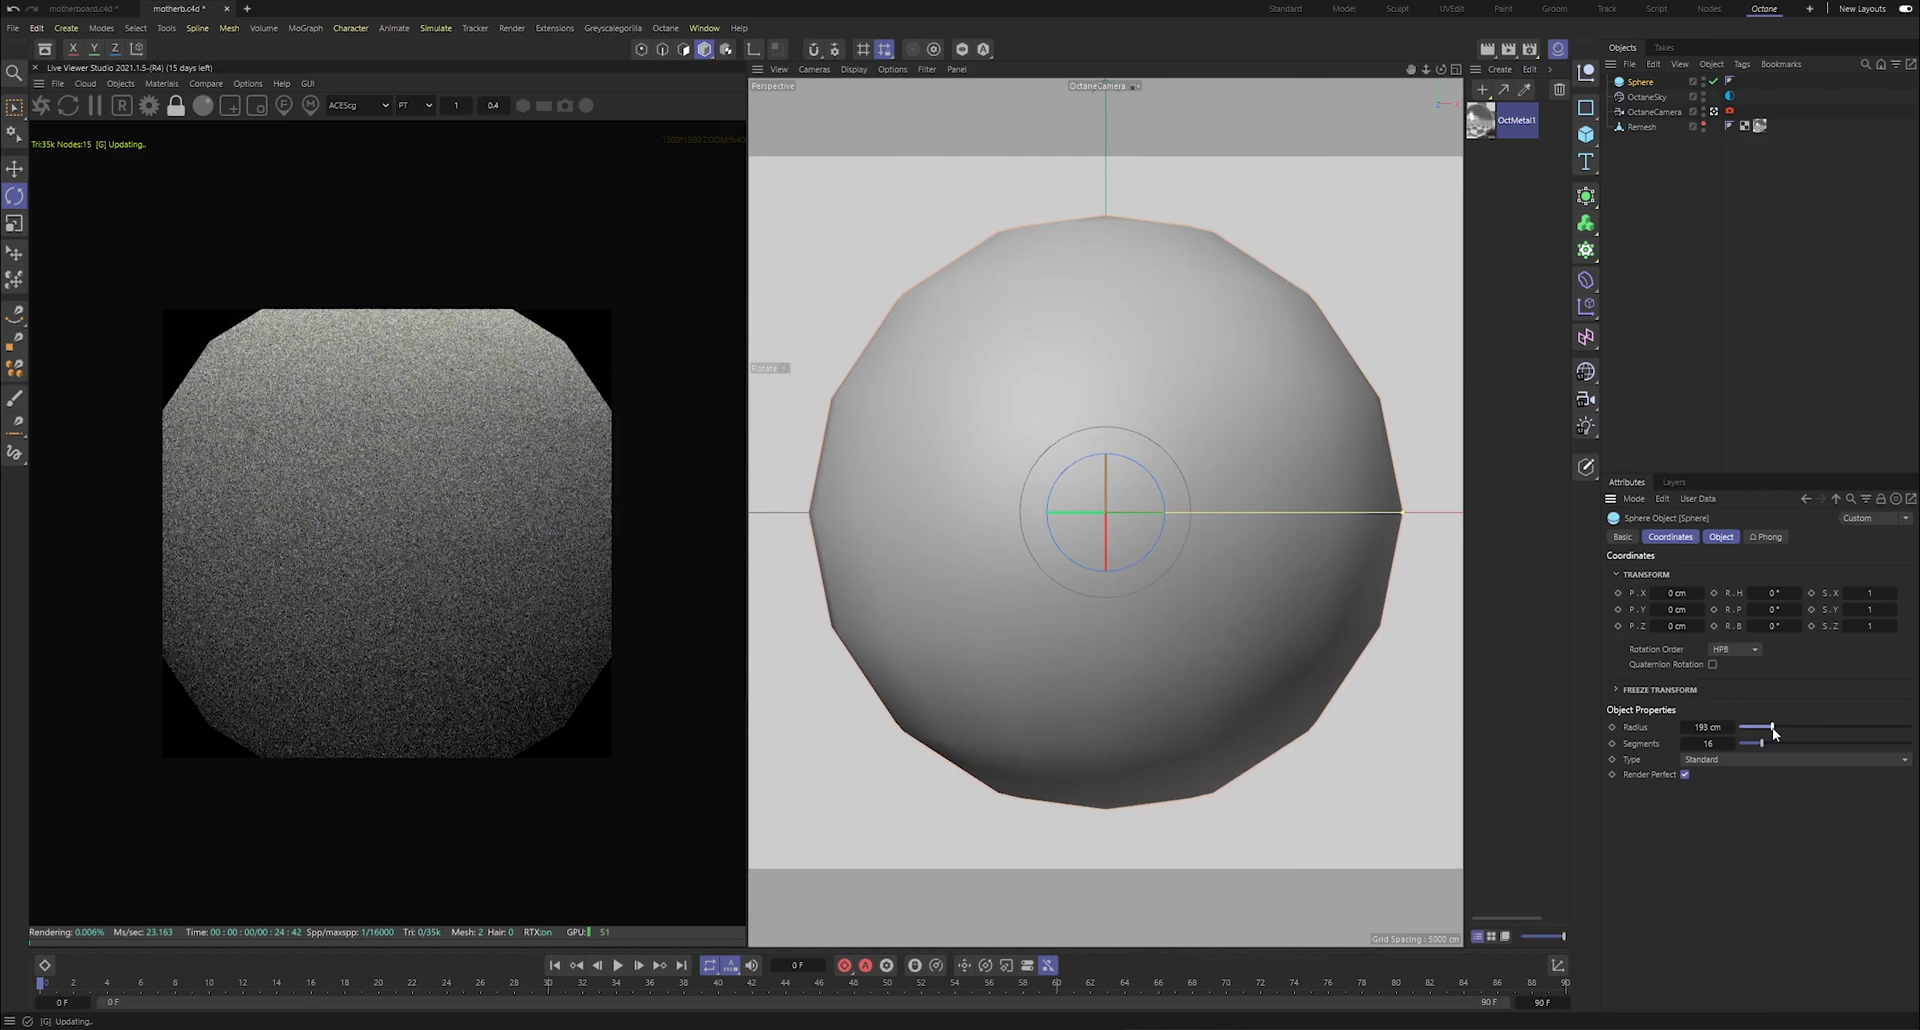 motherboard.c4d *
motherb.c4d *
Standard
Model
Sculpt
UVEdit
Paint
Groom
Track
Script
Nodes
Octane
New Layouts
File Edit Create Modes Select Tools Spline Mesh Volume MoGraph Character Animate Simulate Tracker Render Extensions Greyscalegorilla Octane Window Help
X Y Z
Objects Takes
Live Viewer Studio 2021.1.5-(R4) (15 days left)
File Cloud Objects Materials Compare Options Help GUI
View Cameras Display Options Filter Panel
Create Edit
File Edit View Object Tags Bookmarks
ACEScg
PT
1
0.4
Perspective
OctaneCamera
OctMetal1
Sphere
OctaneSky
OctaneCamera
Remesh
Tri:35k Nodes:15 [G] Updating..
Rotate
Attributes Layers
Mode Edit User Data
Sphere Object [Sphere]
Custom
Basic Coordinates Object Phong
Coordinates
TRANSFORM
P . X 0 cm R . H 0 ° S . X 1
P . Y 0 cm R . P 0 ° S . Y 1
P . Z 0 cm R . B 0 ° S . Z 1
Rotation Order HPB
Quaternion Rotation
FREEZE TRANSFORM
Object Properties
Radius 193 cm
Segments 16
Type Standard
Render Perfect
Grid Spacing : 5000 cm
Rendering: 0.006% Ms/sec: 23.163 Time: 00 : 00 : 00/00 : 24 : 42 Spp/maxspp: 1/16000 Tri: 0/35k Mesh: 2 Hair: 0 RTX:on GPU: 51
0 F
0 2 4 6 8 10 12 14 16 18 20 22 24 26 28 30 32 34 36 38 40 42 44 46 48 50 52 54 56 58 60 62 64 66 68 70 72 74 76 78 80 82 84 86 88 90
0 F 0 F 90 F 90 F
[G] Updating..